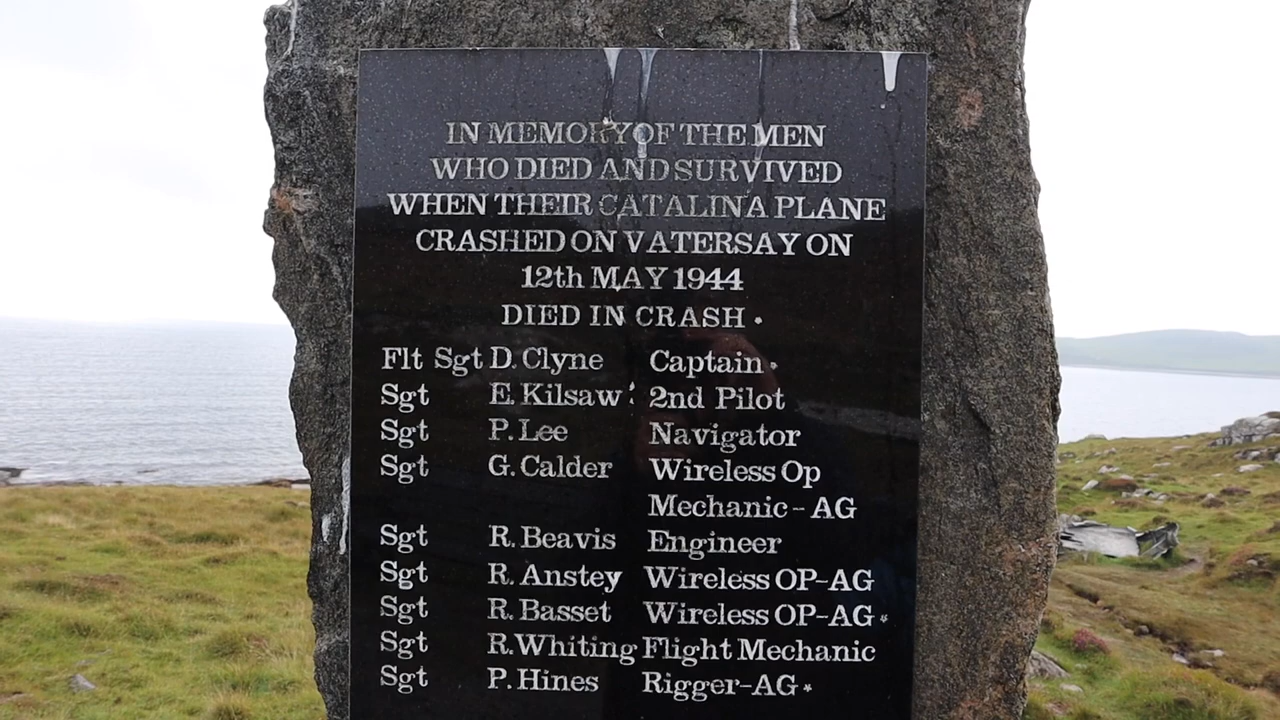 IN MEMORY OF THE MEN
WHO DIED AND SURVIVED
WHEN THEIR CATALINA PLANE
CRASHED ON VATERSAY ON
12th MAY 1944
DIED IN CRASH *
Flt Sgt D. Clyne Captain *
Sgt E. Kilsaw * 2nd Pilot
Sgt P. Lee Navigator
Sgt G. Calder Wireless Op
Mechanic - AG
Sgt R. Beavis Engineer
Sgt R. Anstey Wireless OP-AG
Sgt R. Basset Wireless OP-AG *
Sgt R. Whiting Flight Mechanic
Sgt P. Hines Rigger-AG *